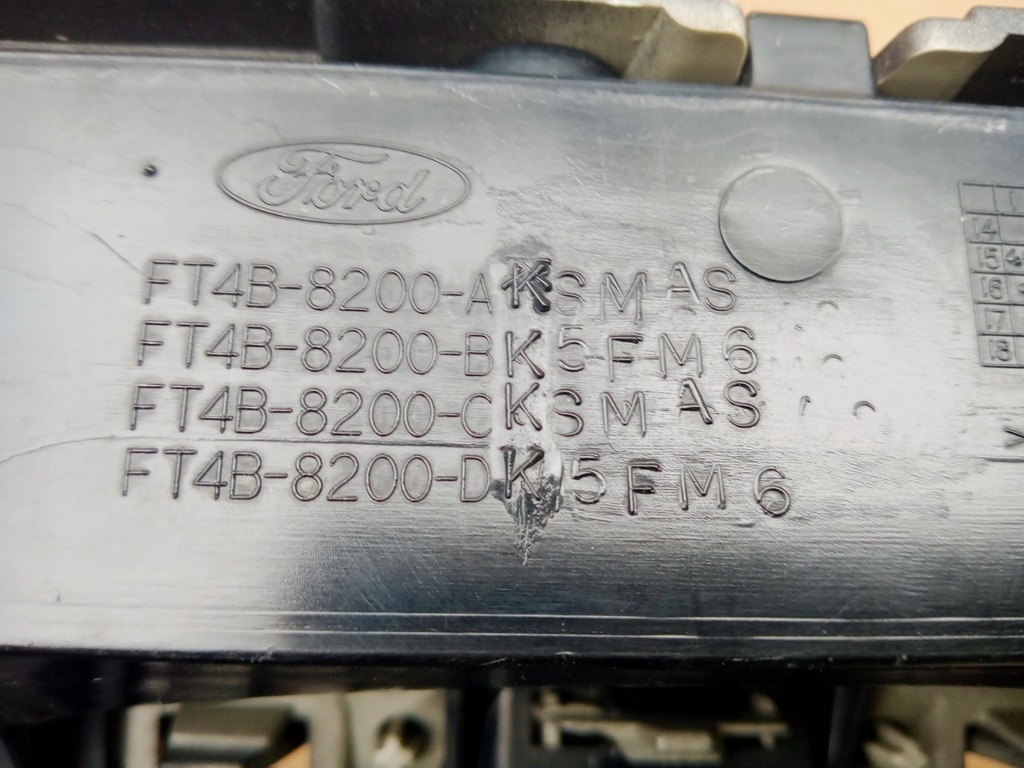 Ford
FT4B-8200-AKSMAS
FT4B-8200-BK5FM6
FT4B-8200-CKSMAS
FT4B-8200-DK5FM6
14
15
16
17
18